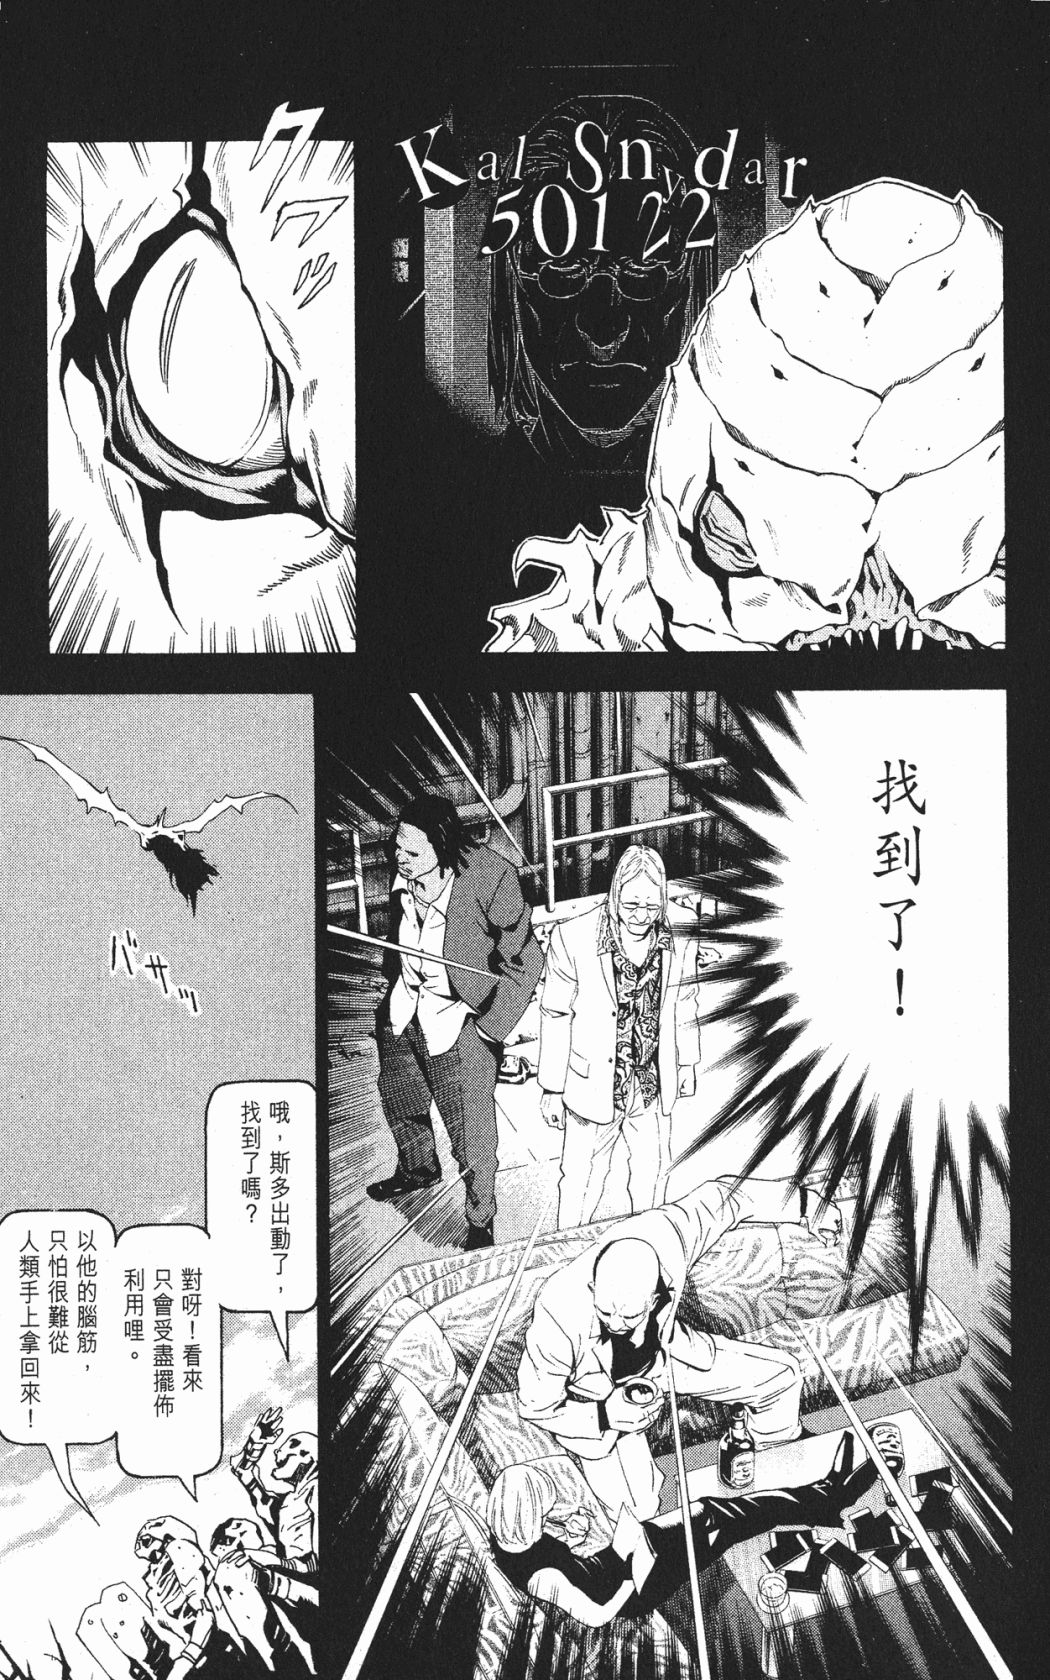 Kal Snydar
50122
クワッ
找到了！
バサッ
哦，斯多出動了，
找到了嗎？
對呀！看來
只會受盡擺佈
利用哩。
以他的腦筋，
只怕很難從
人類手上拿回來！